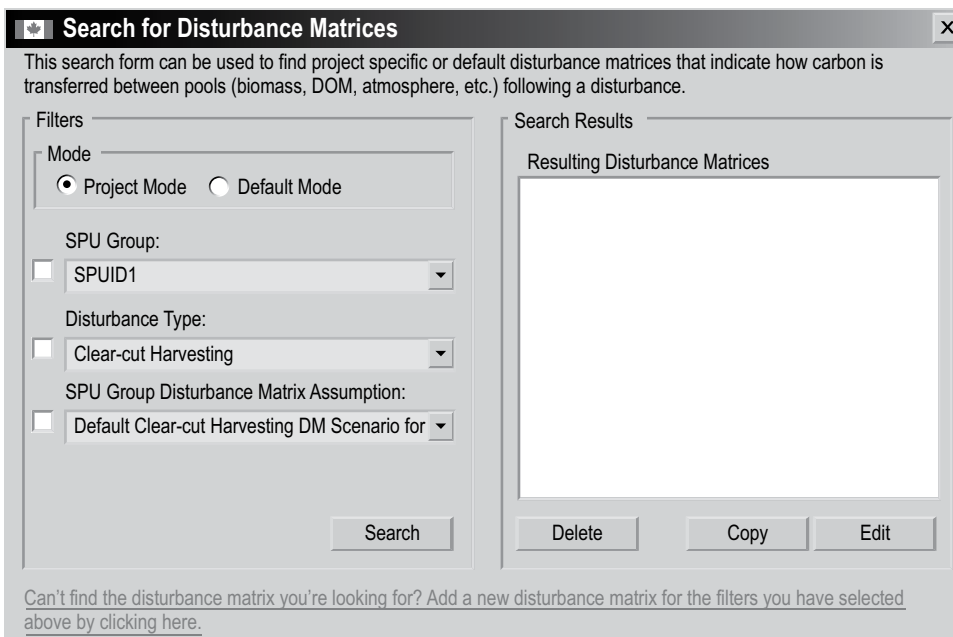 Search for Disturbance Matrices
X
This search form can be used to find project specific or default disturbance matrices that indicate how carbon is
transferred between pools (biomass, DOM, atmosphere, etc.) following a disturbance.
Filters
Mode
Project Mode
Default Mode
SPU Group:
SPUID1
Disturbance Type:
Clear-cut Harvesting
SPU Group Disturbance Matrix Assumption:
Default Clear-cut Harvesting DM Scenario for
Search
Search Results
Resulting Disturbance Matrices
Delete
Copy
Edit
Can't find the disturbance matrix you're looking for? Add a new disturbance matrix for the filters you have selected
above by clicking here.